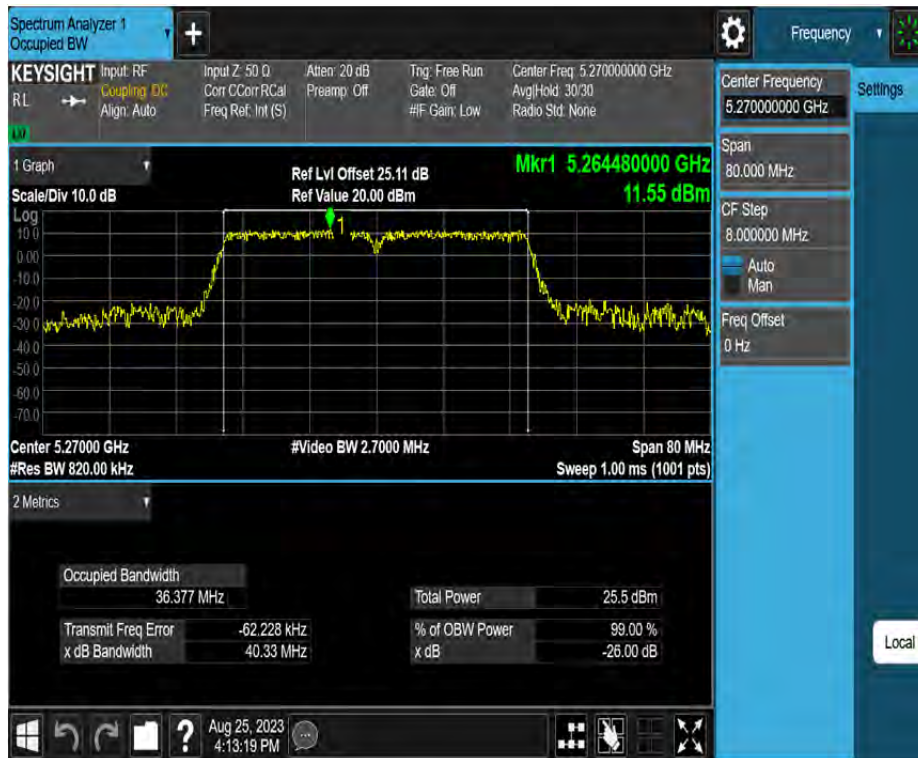 Spectrum Analyzer 1
Occupied BW
Frequency
KEYSIGHT
Input: RF
Input Z: 50 Ω
Atten: 20 dB
Trig: Free Run
Center Freq: 5.270000000 GHz
RL
Coupling: DC
Corr CCorr RCal
Preamp: Off
Gate: Off
Avg|Hold: 30/30
Align: Auto
Freq Ref: Int (S)
#IF Gain: Low
Radio Std: None
Center Frequency
5.270000000 GHz
Settings
Span
80.000 MHz
CF Step
8.000000 MHz
Auto
Man
Freq Offset
0 Hz
1 Graph
Scale/Div 10.0 dB
Ref Lvl Offset 25.11 dB
Ref Value 20.00 dBm
Mkr1 5.264480000 GHz
11.55 dBm
Log
10.0
0.00
-10.0
-20.0
-30.0
-40.0
-50.0
-60.0
-70.0
1
Center 5.27000 GHz
#Video BW 2.7000 MHz
Span 80 MHz
#Res BW 820.00 kHz
Sweep 1.00 ms (1001 pts)
2 Metrics
Occupied Bandwidth
36.377 MHz
Total Power
25.5 dBm
Transmit Freq Error
-62.228 kHz
% of OBW Power
99.00 %
x dB Bandwidth
40.33 MHz
x dB
-26.00 dB
Local
Aug 25, 2023
4:13:19 PM